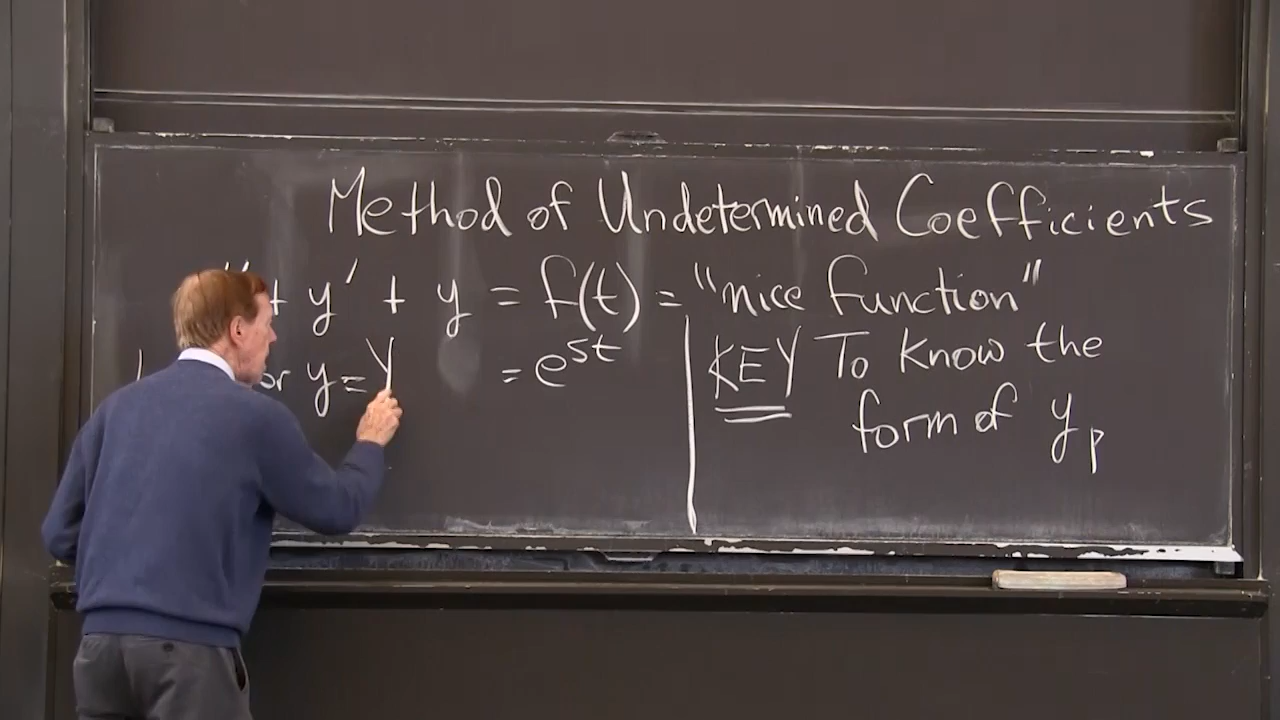 Method of Undetermined Coefficients
" + y' + y = f(t) = "nice function"
or y = Y = e^st
KEY To know the
form of y_p